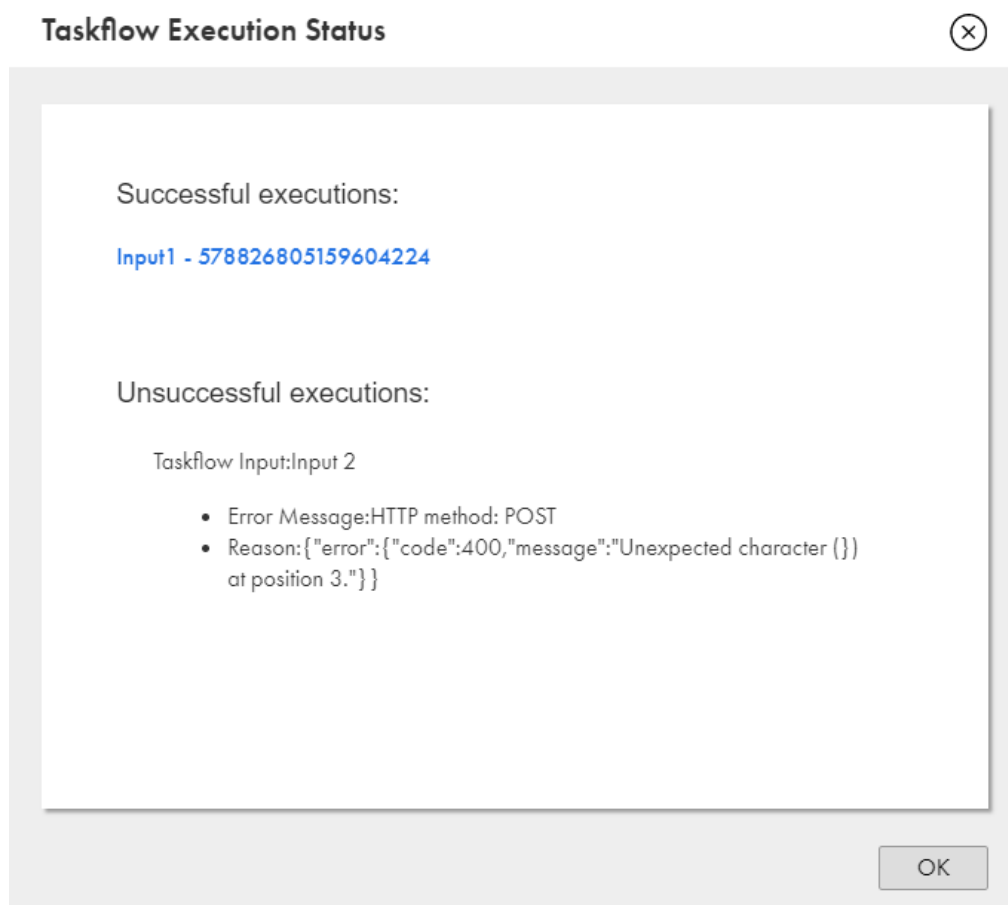 Taskflow Execution Status
Successful executions:
Input1 - 578826805159604224
Unsuccessful executions:
Taskflow Input:Input 2
• Error Message:HTTP method: POST
• Reason:{"error":{"code":400,"message":"Unexpected character (})
at position 3."}}
OK